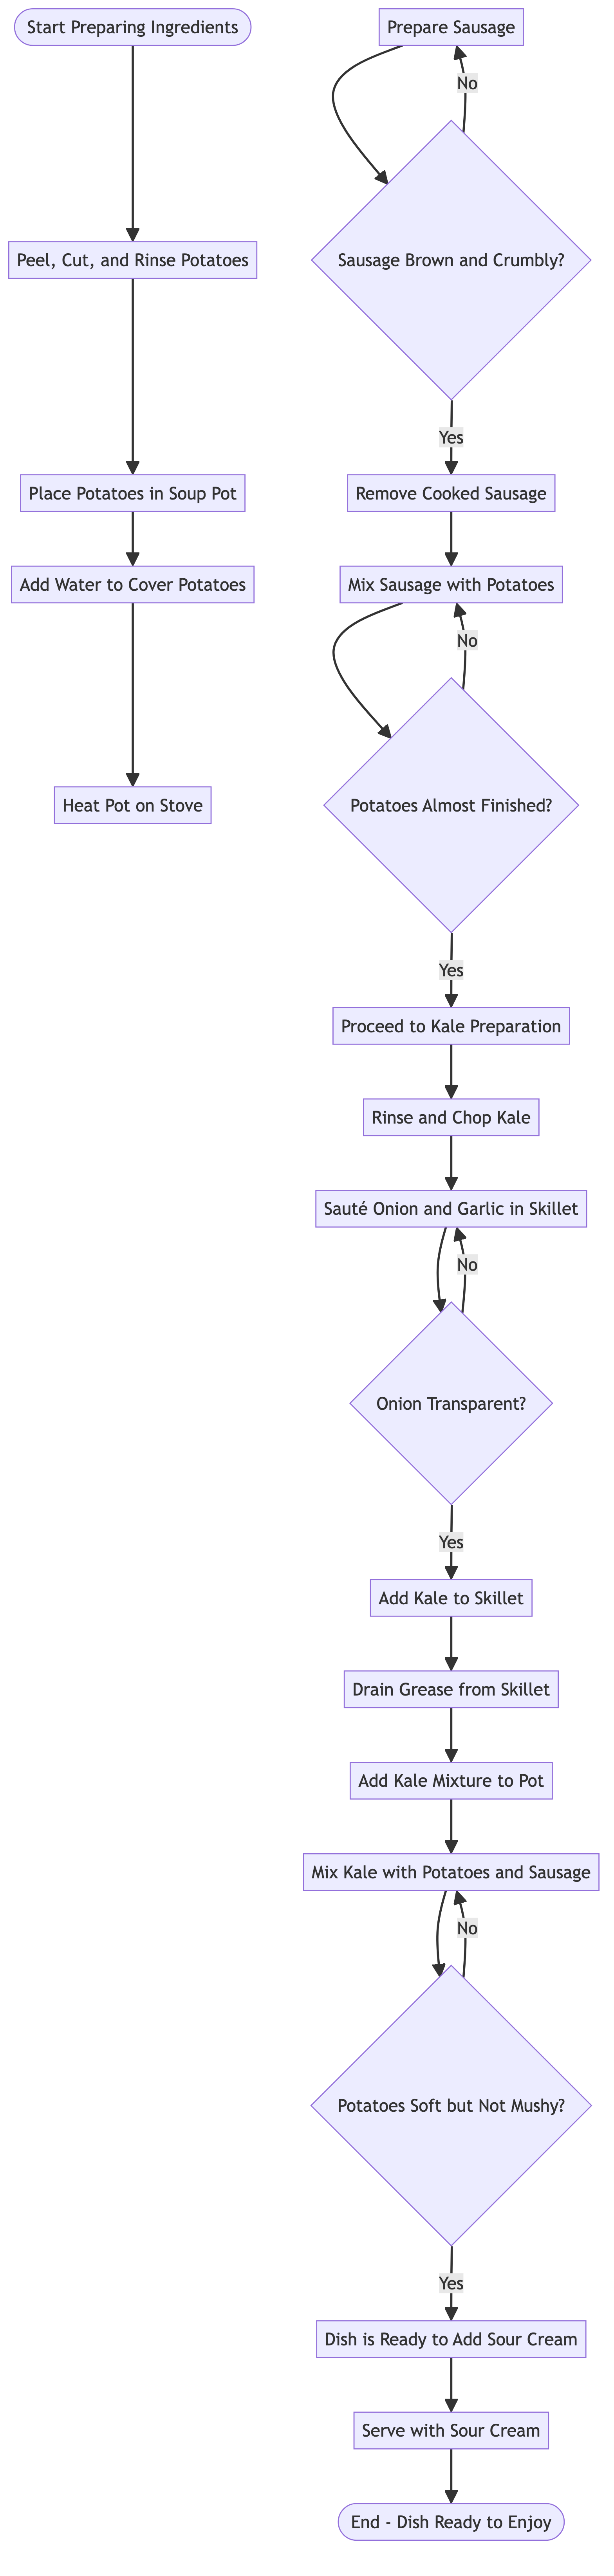 Start Preparing Ingredients
Peel, Cut, and Rinse Potatoes
Place Potatoes in Soup Pot
Add Water to Cover Potatoes
Heat Pot on Stove
Prepare Sausage
No
Sausage Brown and Crumbly?
Yes
Remove Cooked Sausage
Mix Sausage with Potatoes
No
Potatoes Almost Finished?
Yes
Proceed to Kale Preparation
Rinse and Chop Kale
Sauté Onion and Garlic in Skillet
No
Onion Transparent?
Yes
Add Kale to Skillet
Drain Grease from Skillet
Add Kale Mixture to Pot
Mix Kale with Potatoes and Sausage
No
Potatoes Soft but Not Mushy?
Yes
Dish is Ready to Add Sour Cream
Serve with Sour Cream
End - Dish Ready to Enjoy